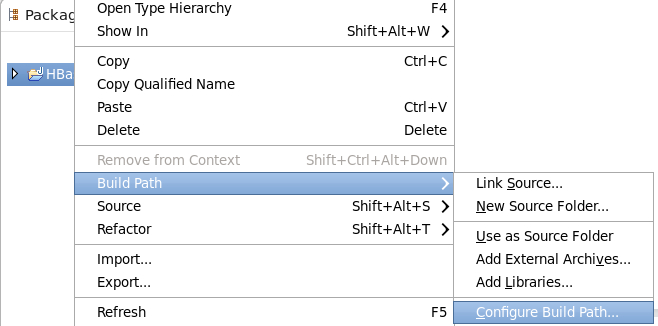 Open Type Hierarchy F4
Packag
Show In Shift+Alt+W
Copy Ctrl+C
HBa
Copy Qualified Name
Paste Ctrl+V
Delete Delete
Remove from Context Shift+Ctrl+Alt+Down
Build Path
Source Shift+Alt+S
Refactor Shift+Alt+T
Import...
Export...
Refresh F5
Link Source...
New Source Folder...
Use as Source Folder
Add External Archives...
Add Libraries...
Configure Build Path...